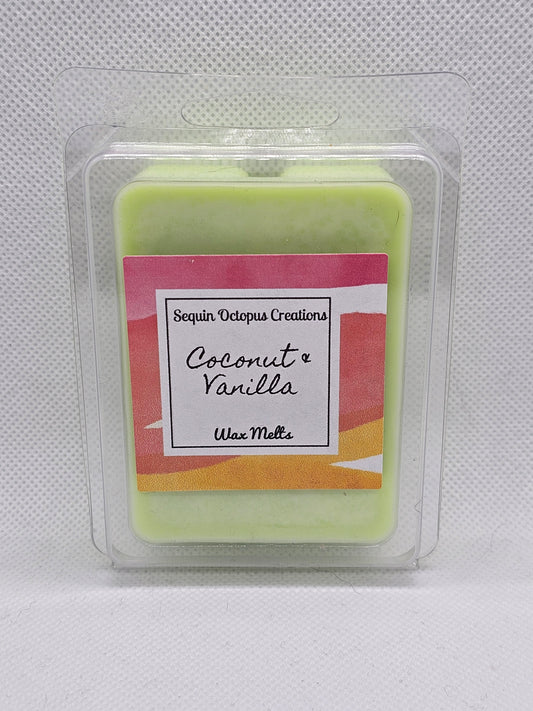 Sequin Octopus Creations
Coconut &
Vanilla
Wax Melts